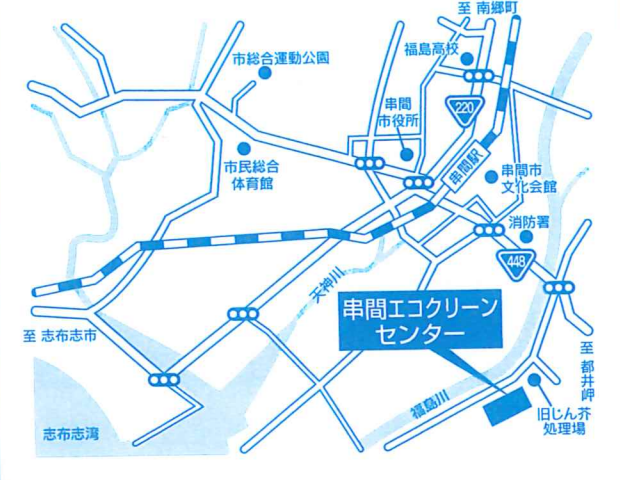 至 南郷町
福島高校
市総合運動公園
220
串間
市役所
市民総合
体育館
串間駅
串間市
文化会館
消防署
448
天神川
串間エコクリーン
センター
至 志布志市
至 都井岬
福島川
旧じん芥
処理場
志布志湾